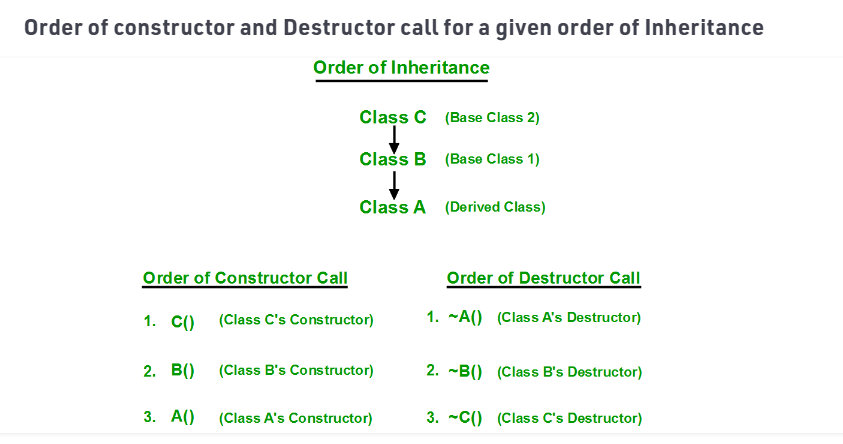 Order of constructor and Destructor call for a given order of Inheritance
Order of Inheritance
Class C (Base Class 2)
Class B (Base Class 1)
Class A (Derived Class)
Order of Constructor Call
1. C() (Class C's Constructor)
2. B() (Class B's Constructor)
3. A() (Class A's Constructor)
Order of Destructor Call
1. ~A() (Class A's Destructor)
2. ~B() (Class B's Destructor)
3. ~C() (Class C's Destructor)